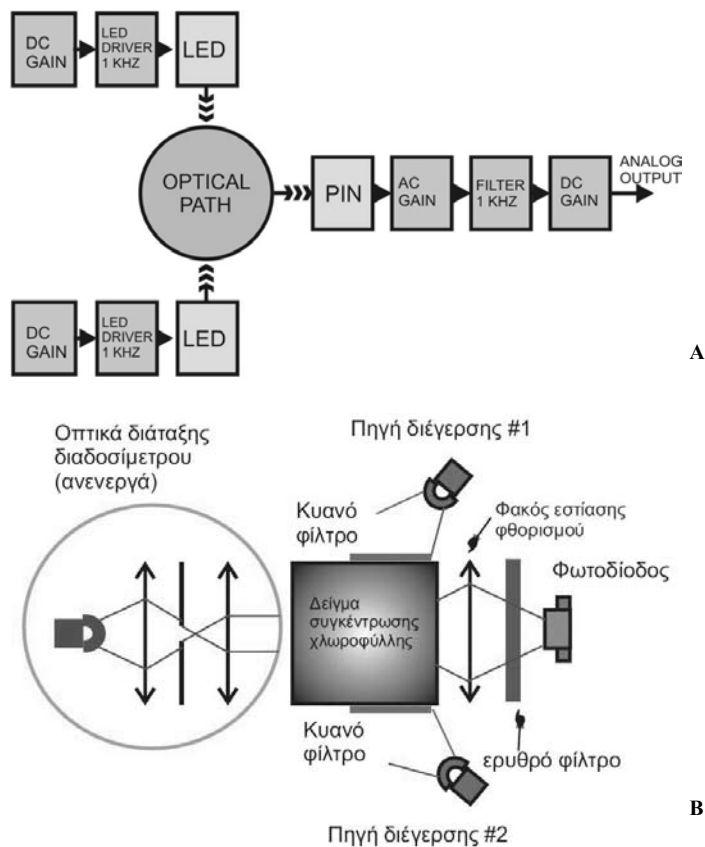 DC
GAIN
LED
DRIVER
1 KHZ
LED
OPTICAL
PATH
PIN
AC
GAIN
FILTER
1 KHZ
DC
GAIN
ANALOG
OUTPUT
DC
GAIN
LED
DRIVER
1 KHZ
LED
A
Οπτικά διάταξης
διαδοσίμετρου
(ανενεργά)
Πηγή διέγερσης #1
Κυανό
φίλτρο
Φακός εστίασης
φθορισμού
Φωτοδίοδος
Δείγμα
συγκέντρωσης
χλωροφύλλης
Κυανό
φίλτρο
ερυθρό φίλτρο
Πηγή διέγερσης #2
B